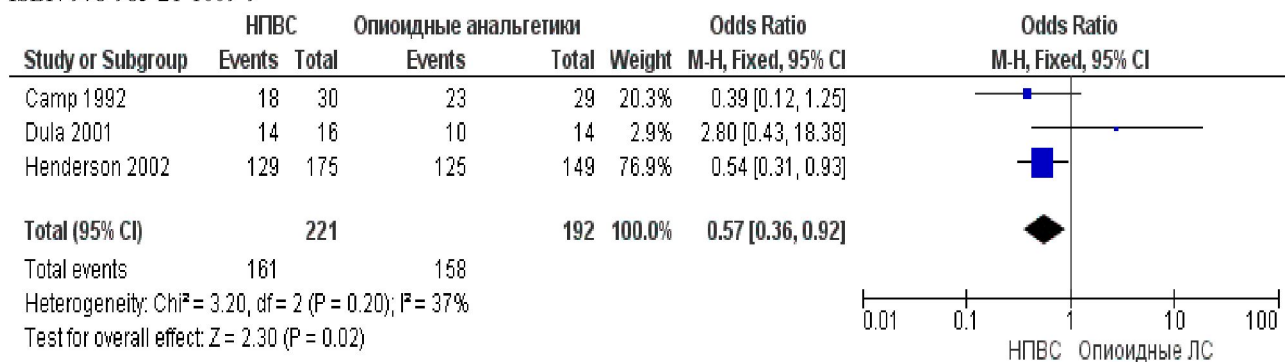 НПВС Опиоидные анальгетики Odds Ratio Odds Ratio
Study or Subgroup Events Total Events Total Weight M-H, Fixed, 95% CI M-H, Fixed, 95% CI
Camp 1992 18 30 23 29 20.3% 0.39 [0.12, 1.25]
Dula 2001 14 16 10 14 2.9% 2.80 [0.43, 18.38]
Henderson 2002 129 175 125 149 76.9% 0.54 [0.31, 0.93]
Total (95% CI) 221 192 100.0% 0.57 [0.36, 0.92]
Total events 161 158
Heterogeneity: Chi² = 3.20, df = 2 (P = 0.20); I² = 37%
Test for overall effect: Z = 2.30 (P = 0.02)
0.01 0.1 1 10 100
НПВС Опиоидные ЛС